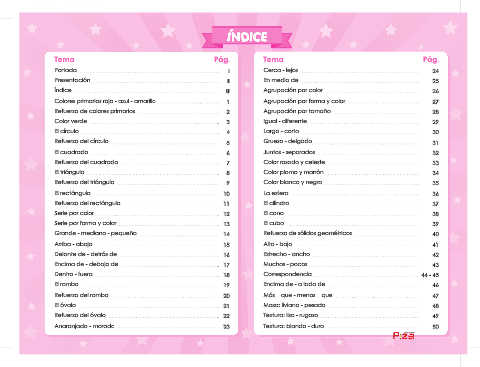 ÍNDICE
Tema Pág.
Portada I
Presentación II
Índice III
Colores primarios rojo - azul - amarillo 1
Refuerzo de colores primarios 2
Color verde 3
El círculo 4
Refuerzo del círculo 5
El cuadrado 6
Refuerzo del cuadrado 7
El triángulo 8
Refuerzo del triángulo 9
El rectángulo 10
Refuerzo del rectángulo 11
Serie por color 12
Serie por forma y color 13
Grande - mediano - pequeño 14
Arriba - abajo 15
Delante de - detrás de 16
Encima de - debajo de 17
Dentro - fuera 18
El rombo 19
Refuerzo del rombo 20
El óvalo 21
Refuerzo del óvalo 22
Anaranjado - morado 23
Tema Pág.
Cerca - lejos 24
En medio de 25
Agrupación por color 26
Agrupación por forma y color 27
Agrupación por tamaño 28
Igual - diferente 29
Largo - corto 30
Grueso - delgado 31
Juntos - separados 32
Color rosado y celeste 33
Color plomo y marrón 34
Color blanco y negro 35
La esfera 36
El cilindro 37
El cono 38
El cubo 39
Refuerzo de sólidos geométricos 40
Alto - bajo 41
Estrecho - ancho 42
Muchos - pocos 43
Correspondencia 44 - 45
Encima de - a lado de 46
Más que - menos que 47
Masa: liviano - pesado 48
Textura: liso - rugoso 49
Textura: blando - duro 50